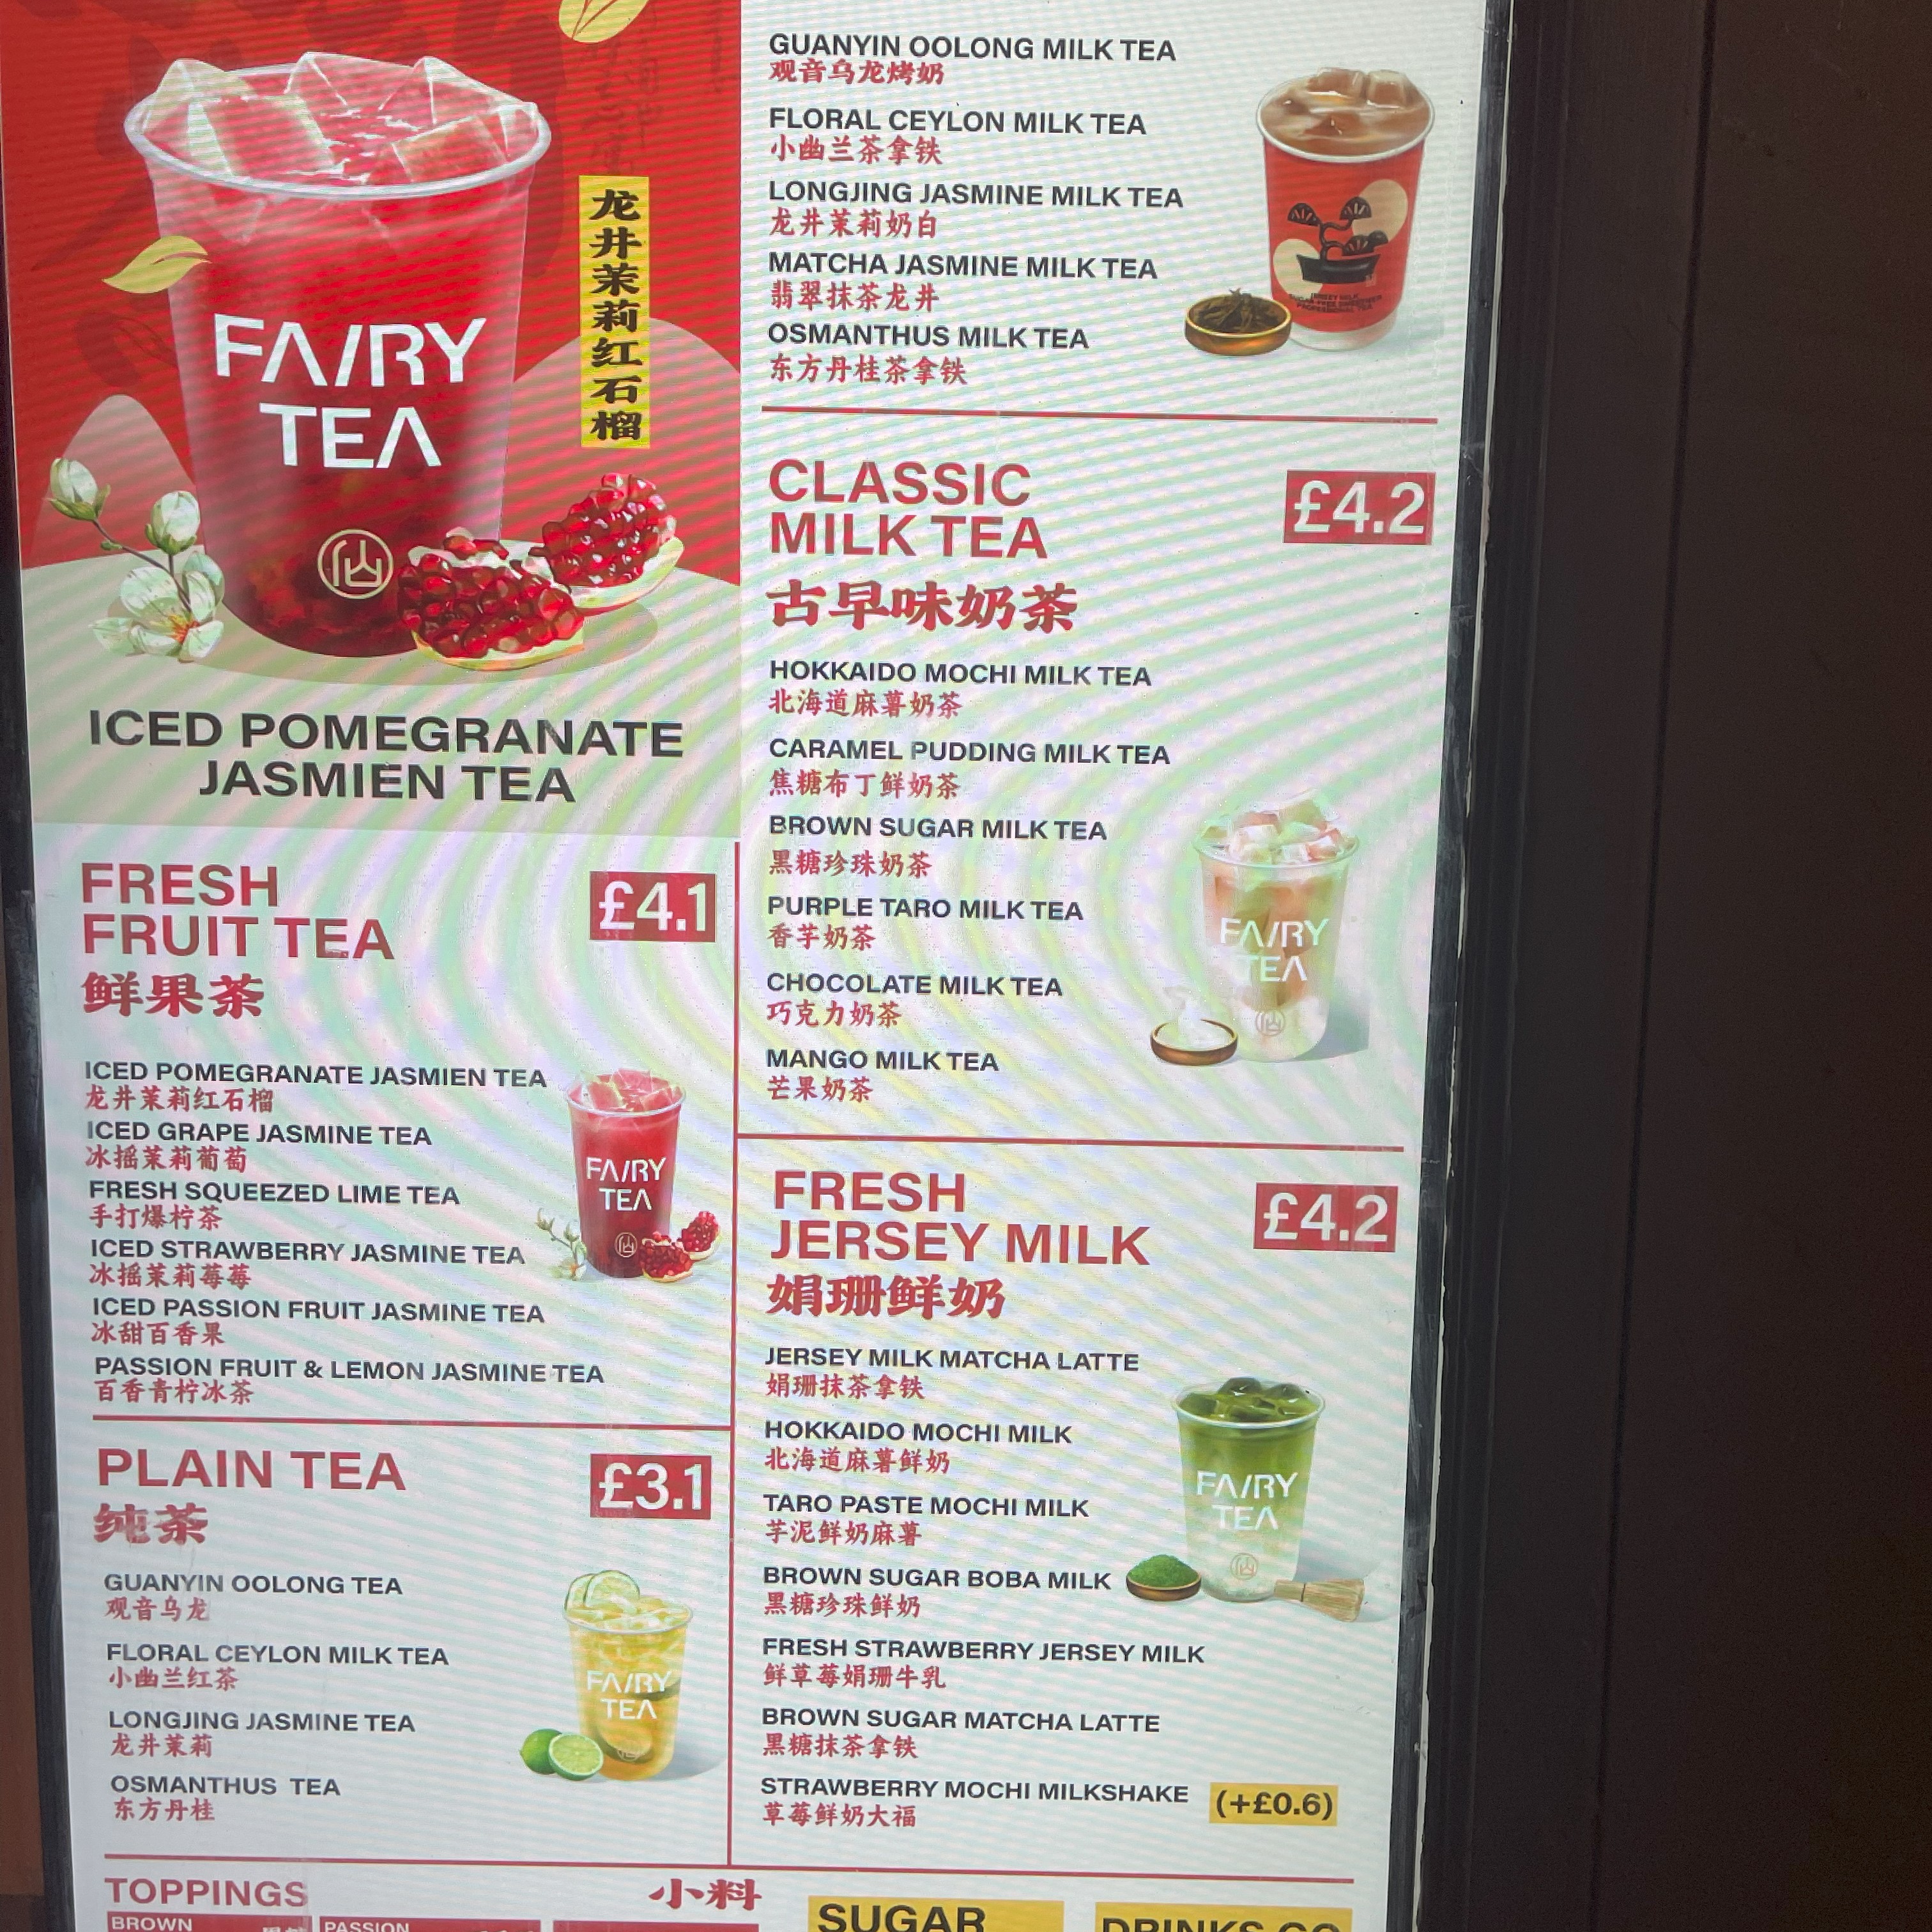 FAIRY
TEA
仙
龙井茉莉红石榴
ICED POMEGRANATE
JASMIEN TEA
FRESH
FRUIT TEA
£4.1
鲜果茶
ICED POMEGRANATE JASMIEN TEA
龙井茉莉红石榴
ICED GRAPE JASMINE TEA
冰摇茉莉葡萄
FRESH SQUEEZED LIME TEA
手打爆柠茶
ICED STRAWBERRY JASMINE TEA
冰摇茉莉莓莓
ICED PASSION FRUIT JASMINE TEA
冰甜百香果
PASSION FRUIT & LEMON JASMINE TEA
百香青柠冰茶
FAIRY
TEA
仙
PLAIN TEA
£3.1
纯茶
GUANYIN OOLONG TEA
观音乌龙
FLORAL CEYLON MILK TEA
小幽兰红茶
LONGJING JASMINE TEA
龙井茉莉
OSMANTHUS TEA
东方丹桂
FAIRY
TEA
GUANYIN OOLONG MILK TEA
观音乌龙烤奶
FLORAL CEYLON MILK TEA
小幽兰茶拿铁
LONGJING JASMINE MILK TEA
龙井茉莉奶白
MATCHA JASMINE MILK TEA
翡翠抹茶龙井
OSMANTHUS MILK TEA
东方丹桂茶拿铁
CLASSIC
MILK TEA
£4.2
古早味奶茶
HOKKAIDO MOCHI MILK TEA
北海道麻薯奶茶
CARAMEL PUDDING MILK TEA
焦糖布丁鲜奶茶
BROWN SUGAR MILK TEA
黑糖珍珠奶茶
PURPLE TARO MILK TEA
香芋奶茶
CHOCOLATE MILK TEA
巧克力奶茶
MANGO MILK TEA
芒果奶茶
FAIRY
TEA
仙
FRESH
JERSEY MILK
£4.2
娟珊鲜奶
JERSEY MILK MATCHA LATTE
娟珊抹茶拿铁
HOKKAIDO MOCHI MILK
北海道麻薯鲜奶
TARO PASTE MOCHI MILK
芋泥鲜奶麻薯
BROWN SUGAR BOBA MILK
黑糖珍珠鲜奶
FRESH STRAWBERRY JERSEY MILK
鲜草莓娟珊牛乳
BROWN SUGAR MATCHA LATTE
黑糖抹茶拿铁
STRAWBERRY MOCHI MILKSHAKE (+£0.6)
草莓鲜奶大福
FAIRY
TEA
仙
TOPPINGS 小料
BROWN
PASSION
SUGAR
DRINKS